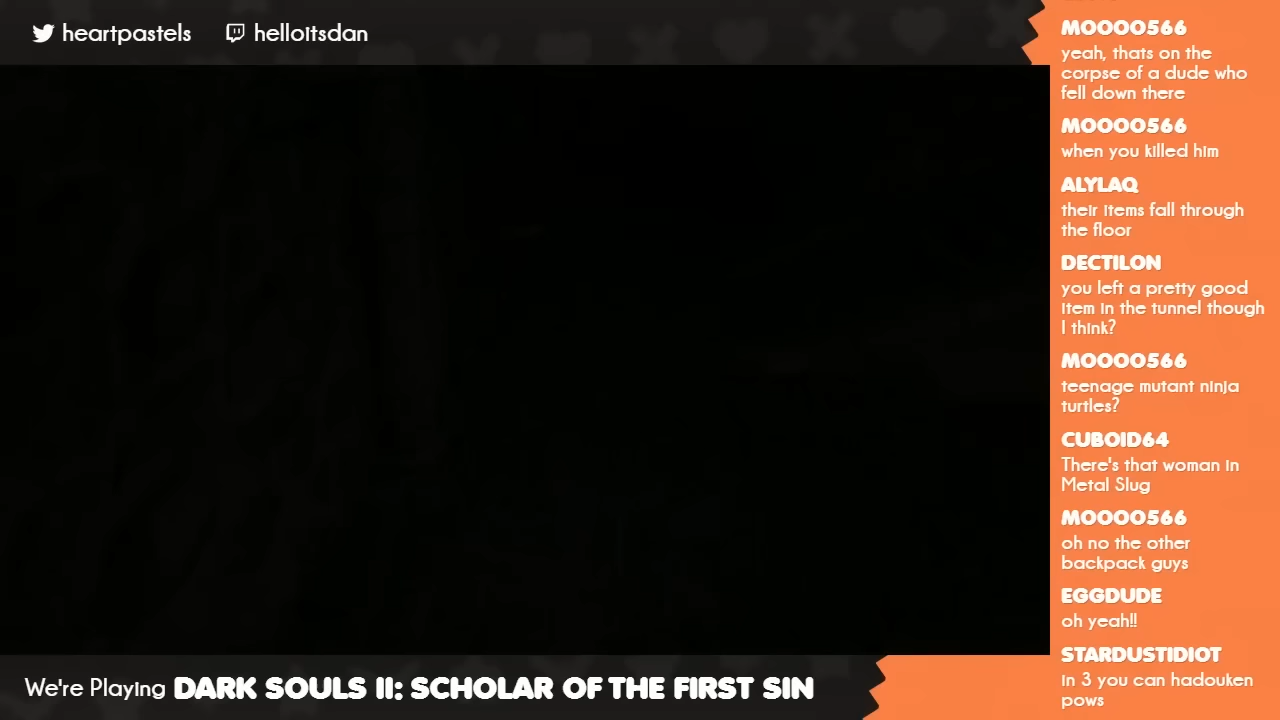 heartpastels helloitsdan
MOOOO566
yeah, thats on the
corpse of a dude who
fell down there
MOOOO566
when you killed him
ALYLAQ
their items fall through
the floor
DECTILON
you left a pretty good
item in the tunnel though
I think?
MOOOO566
teenage mutant ninja
turtles?
CUBOID64
There's that woman in
Metal Slug
MOOOO566
oh no the other
backpack guys
EGGDUDE
oh yeah!!
STARDUSTIDIOT
in 3 you can hadouken
pows
We're Playing DARK SOULS II: SCHOLAR OF THE FIRST SIN